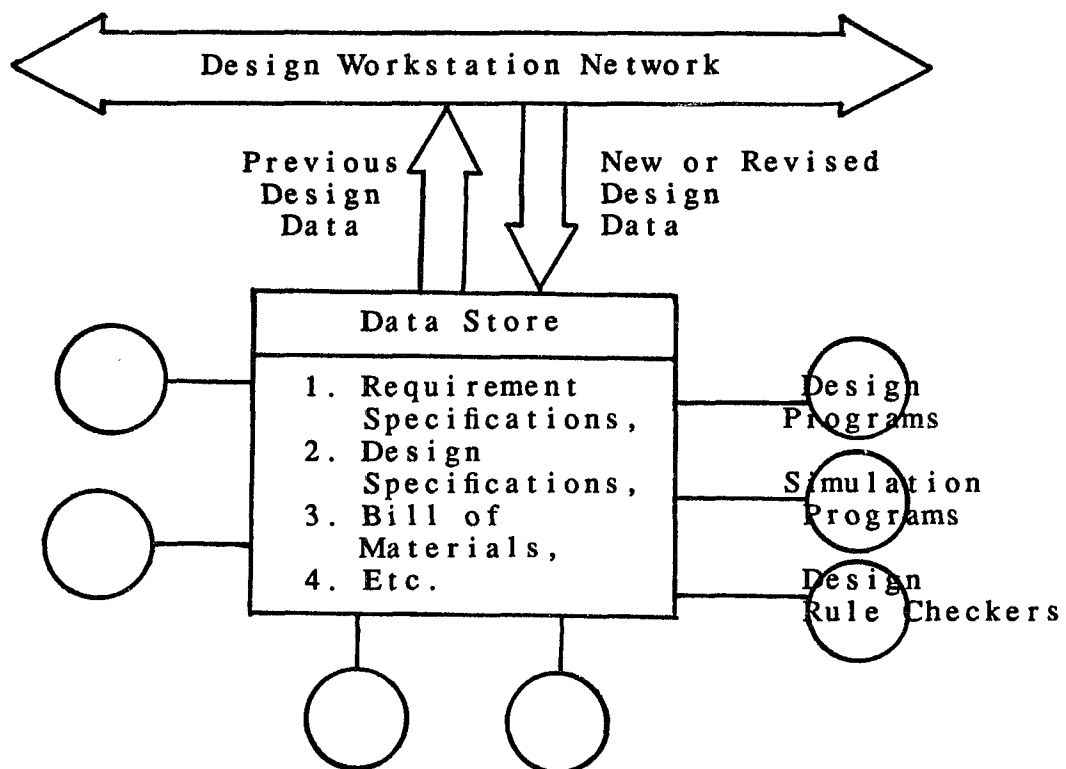 Design Workstation Network
Previous
Design
Data
New or Revised
Design
Data
Data Store
1. Requirement
Specifications,
2. Design
Specifications,
3. Bill of
Materials,
4. Etc.
Design
Programs
Simulation
Programs
Design
Rule Checkers